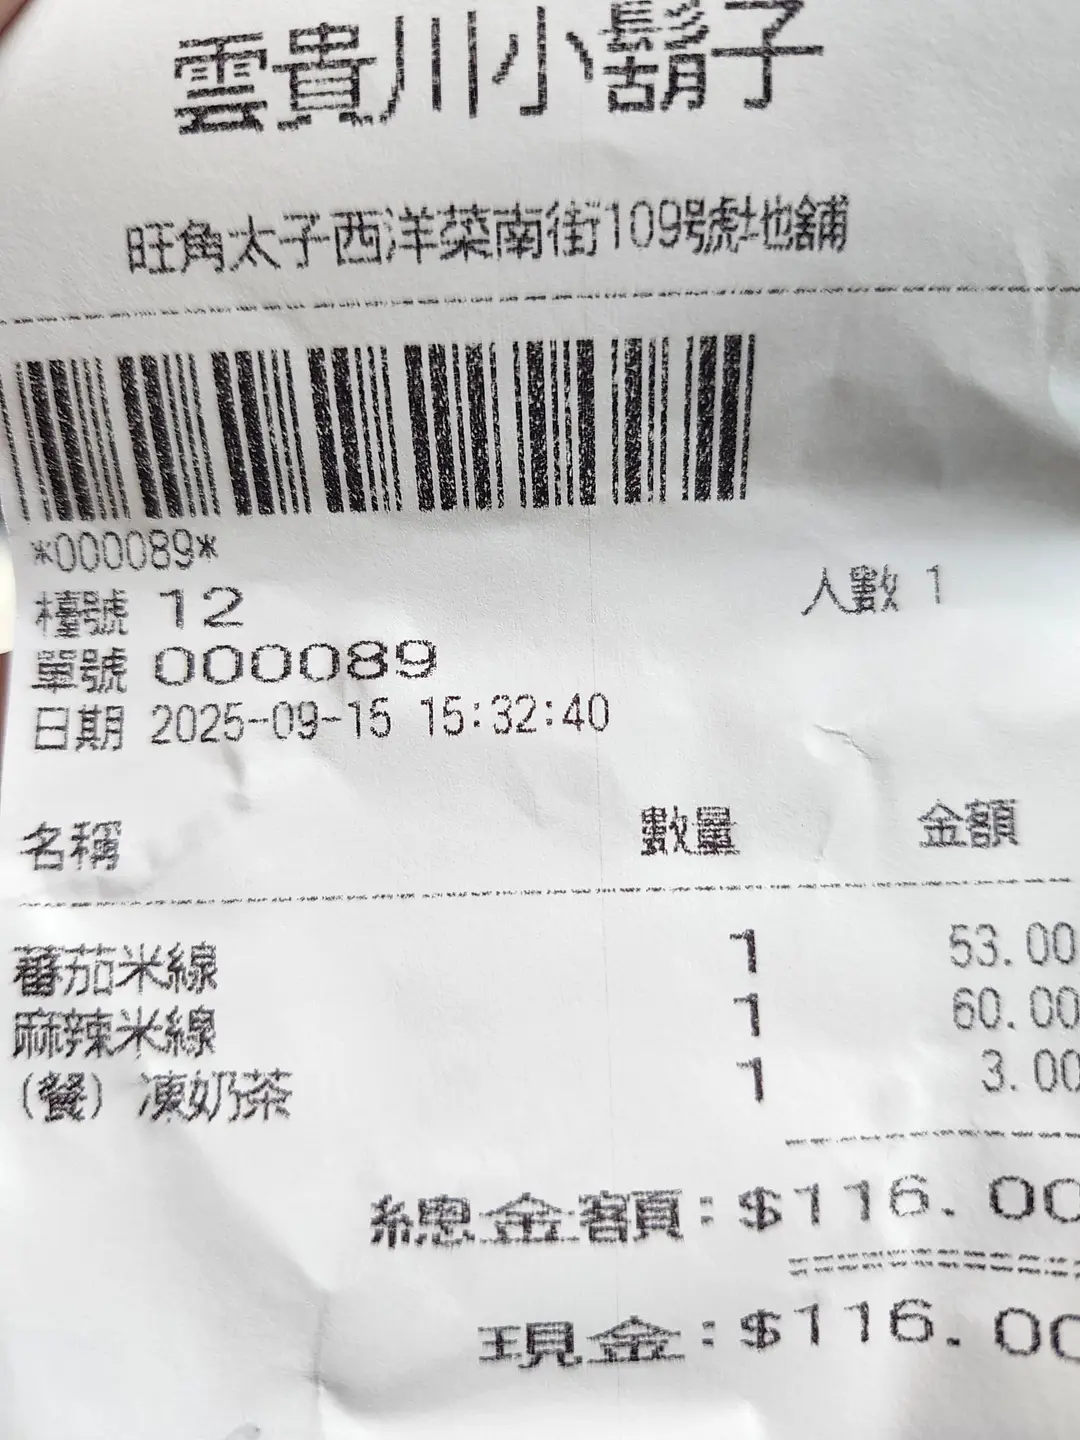 雲貴川小鬍子
旺角太子西洋菜南街109號地舖
*000089*
檯號 12
人數 1
單號 000089
日期 2025-09-15 15:32:40
名稱 數量 金額
蕃茄米線 1 53.00
麻辣米線 1 60.00
(餐) 凍奶茶 1 3.00
總金額:$116.00
現金:$116.00